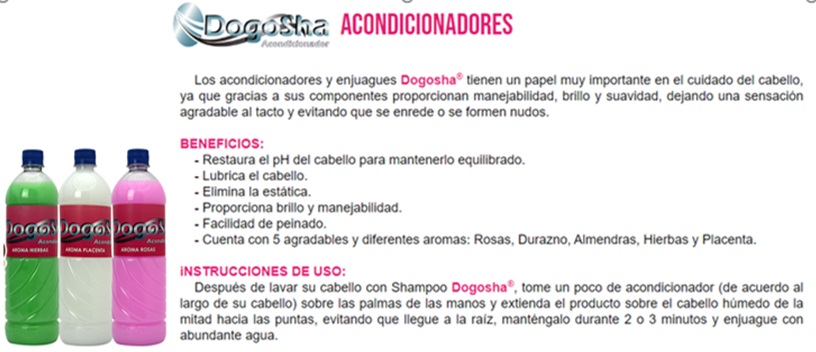 DogoSha ACONDICIONADORES
Acondicionador
Los acondicionadores y enjuagues Dogosha® tienen un papel muy importante en el cuidado del cabello,
ya que gracias a sus componentes proporcionan manejabilidad, brillo y suavidad, dejando una sensación
agradable al tacto y evitando que se enrede o se formen nudos.
BENEFICIOS:
- Restaura el pH del cabello para mantenerlo equilibrado.
- Lubrica el cabello.
- Elimina la estática.
- Proporciona brillo y manejabilidad.
- Facilidad de peinado.
- Cuenta con 5 agradables y diferentes aromas: Rosas, Durazno, Almendras, Hierbas y Placenta.
iNSTRUCCIONES DE USO:
Después de lavar su cabello con Shampoo Dogosha®, tome un poco de acondicionador (de acuerdo al
largo de su cabello) sobre las palmas de las manos y extienda el producto sobre el cabello húmedo de la
mitad hacia las puntas, evitando que llegue a la raíz, manténgalo durante 2 o 3 minutos y enjuague con
abundante agua.
DogoS DogoS DogoS
Acondi Acondi Acondi
AROMA HIERBAS AROMA PLACENTA AROMA ROSAS